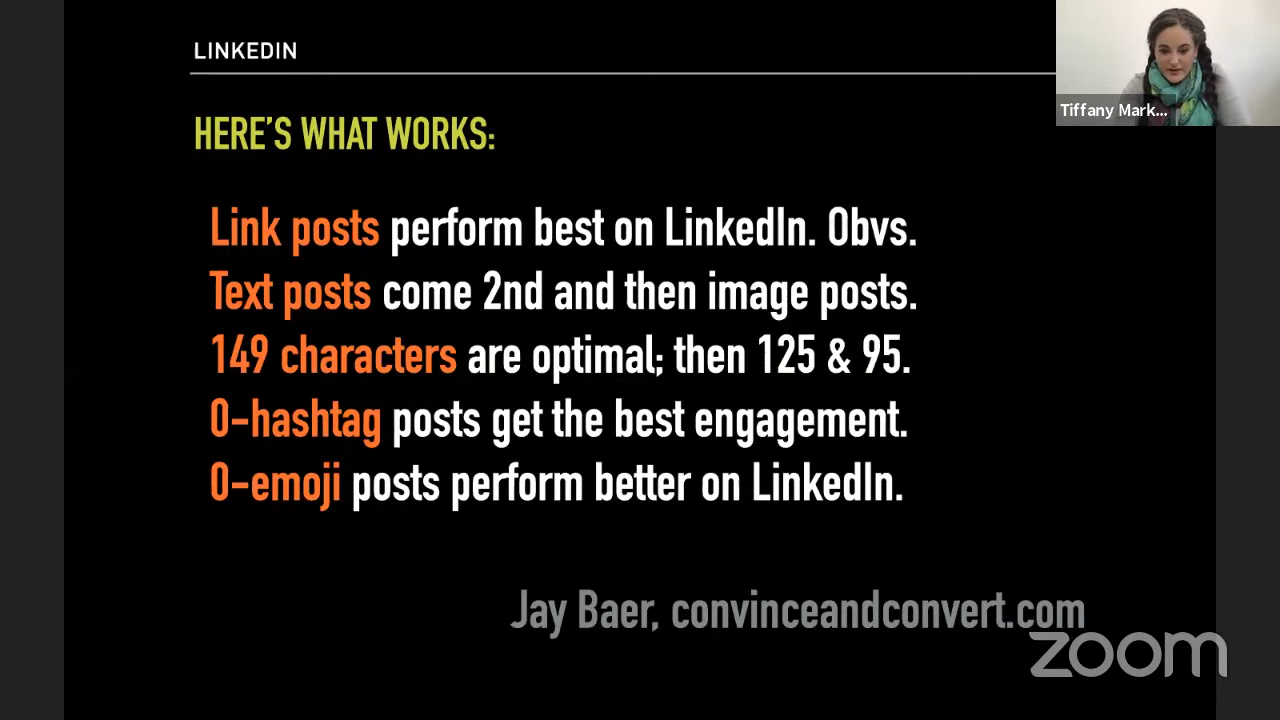 LINKEDIN
HERE'S WHAT WORKS:
Link posts perform best on LinkedIn. Obvs.
Text posts come 2nd and then image posts.
149 characters are optimal; then 125 & 95.
0-hashtag posts get the best engagement.
0-emoji posts perform better on LinkedIn.
Jay Baer, convinceandconvert.com
Tiffany Mark...
zoom